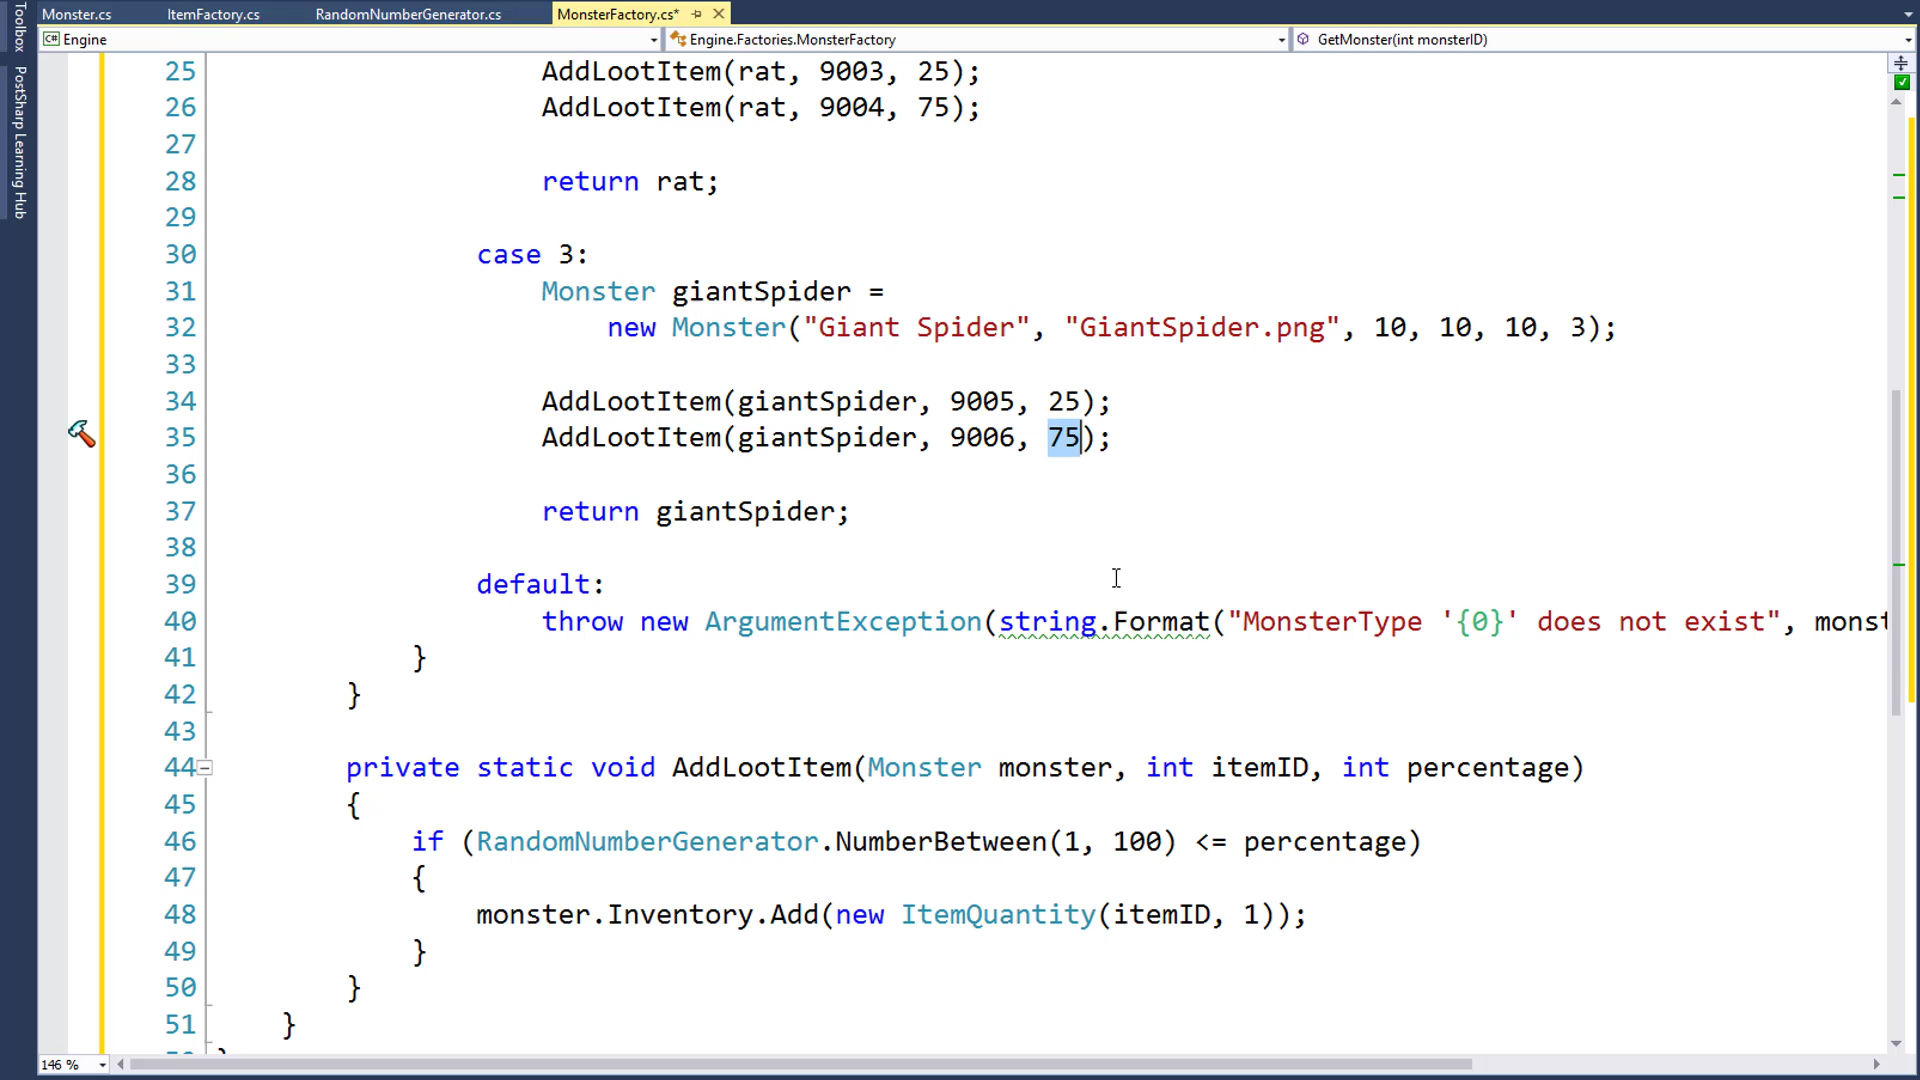 Monster.cs ItemFactory.cs RandomNumberGenerator.cs MonsterFactory.cs*
Toolbox
PostSharp Learning Hub
C# Engine Engine.Factories.MonsterFactory GetMonster(int monsterID)
25 AddLootItem(rat, 9003, 25);
26 AddLootItem(rat, 9004, 75);
27
28 return rat;
29
30 case 3:
31 Monster giantSpider =
32 new Monster("Giant Spider", "GiantSpider.png", 10, 10, 10, 3);
33
34 AddLootItem(giantSpider, 9005, 25);
35 AddLootItem(giantSpider, 9006, 75);
36
37 return giantSpider;
38
39 default:
40 throw new ArgumentException(string.Format("MonsterType '{0}' does not exist", monst
41 }
42 }
43
44 private static void AddLootItem(Monster monster, int itemID, int percentage)
45 {
46 if (RandomNumberGenerator.NumberBetween(1, 100) <= percentage)
47 {
48 monster.Inventory.Add(new ItemQuantity(itemID, 1));
49 }
50 }
51 }
146 %